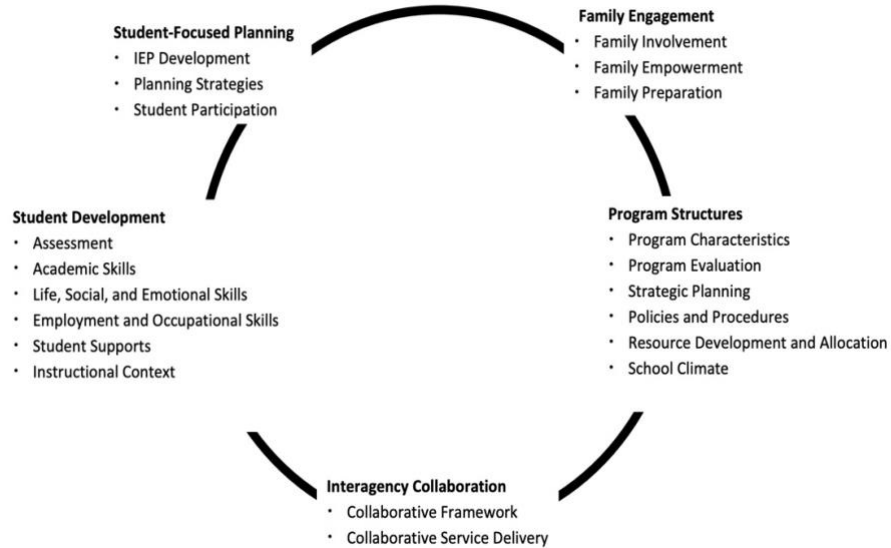 Student-Focused Planning
· IEP Development
· Planning Strategies
· Student Participation
Family Engagement
· Family Involvement
· Family Empowerment
· Family Preparation
Student Development
· Assessment
· Academic Skills
· Life, Social, and Emotional Skills
· Employment and Occupational Skills
· Student Supports
· Instructional Context
Program Structures
· Program Characteristics
· Program Evaluation
· Strategic Planning
· Policies and Procedures
· Resource Development and Allocation
· School Climate
Interagency Collaboration
· Collaborative Framework
· Collaborative Service Delivery